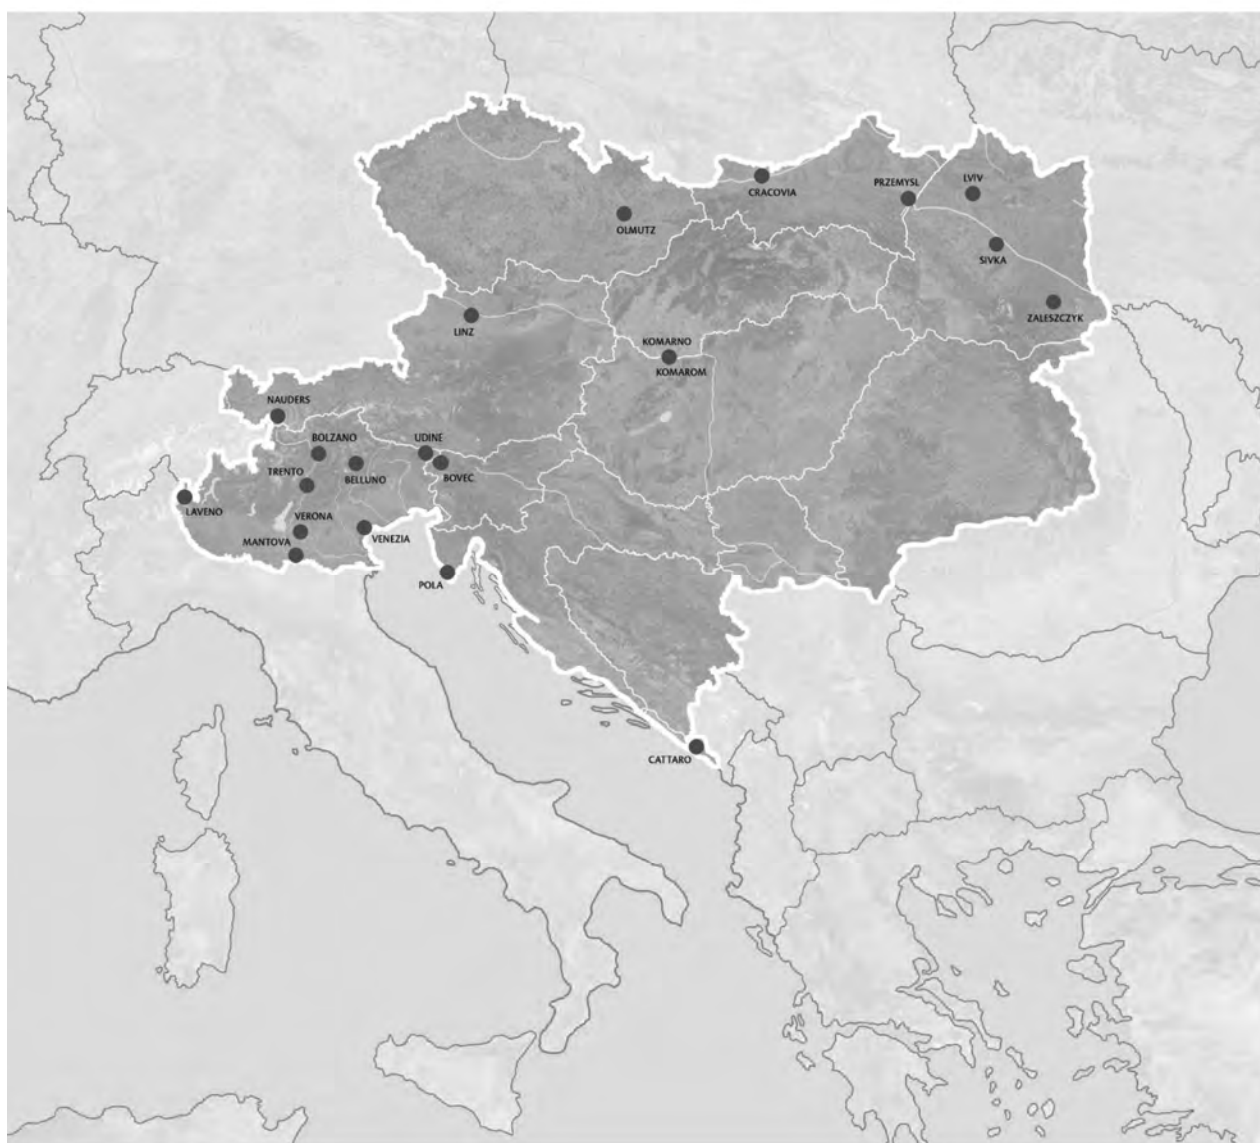 CRACOVIA
PRZEMYSL
LVIV
OLMUTZ
SIVKA
ZALESZCZYK
LINZ
KOMARNO
KOMAROM
NAUDERS
BOLZANO
UDINE
TRENTO
BELLUNO
BOVEC
LAVENO
VERONA
MANTOVA
VENEZIA
POLA
CATTARO